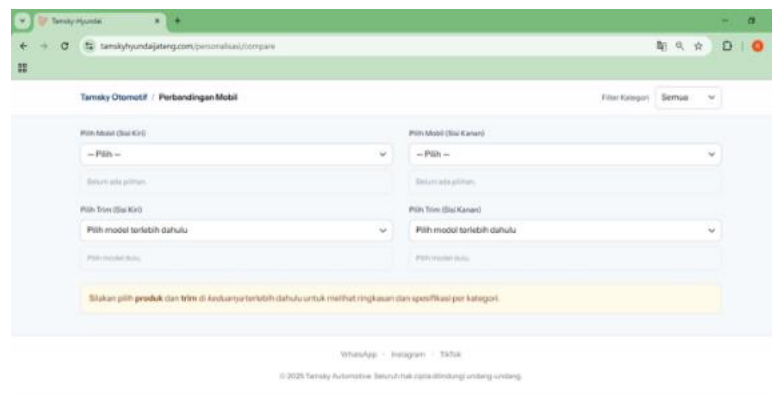 Tamsky Hyundai
tamskyhyundaijateng.com/personalisasi/compare
Tamsky Otomotif / Perbandingan Mobil
Filter Kategori Semua
Pilih Mobil (Sisi Kiri) Pilih Mobil (Sisi Kanan)
-- Pilih -- -- Pilih --
Belum ada pilihan. Belum ada pilihan.
Pilih Trim (Sisi Kiri) Pilih Trim (Sisi Kanan)
Pilih model terlebih dahulu Pilih model terlebih dahulu
Pilih model dulu. Pilih model dulu.
Silakan pilih produk dan trim di keduanya terlebih dahulu untuk melihat ringkasan dan spesifikasi per kategori.
WhatsApp · Instagram · TikTok
© 2025 Tamsky Automotive. Seluruh hak cipta dilindungi undang-undang.